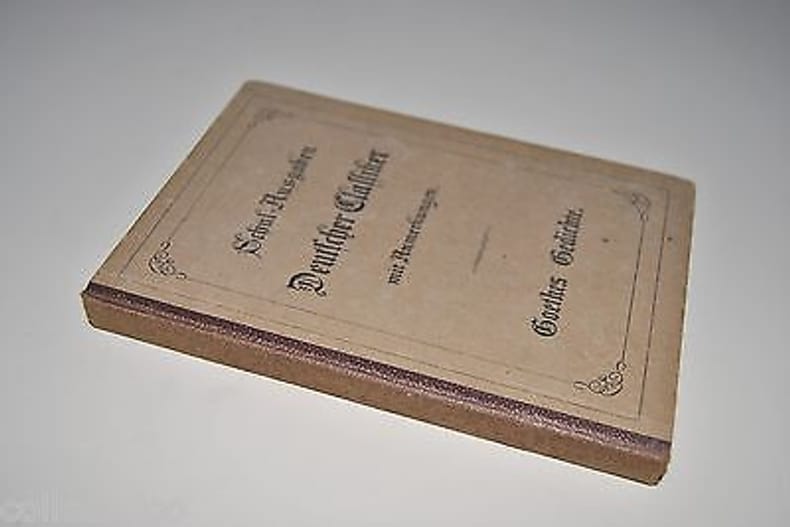 Schul-Ausgaben
Deutscher Classiker
mit Anmerkungen.
Goethes Gedichte.